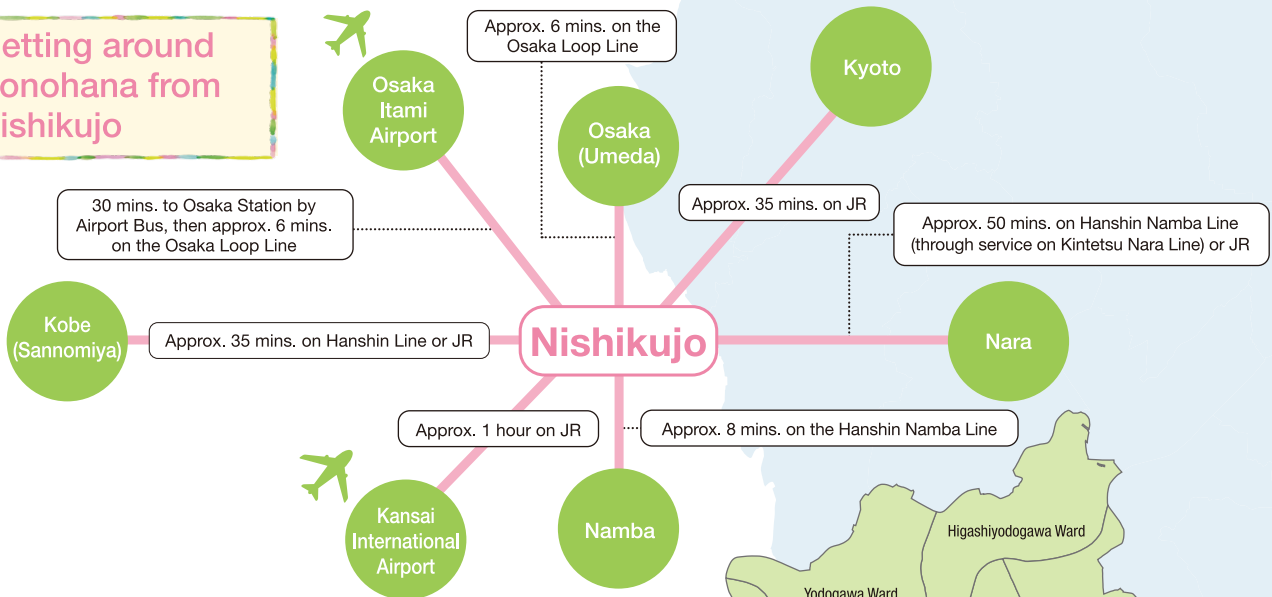 etting around
onohana from
ishikujo
Approx. 6 mins. on the
Osaka Loop Line
Osaka
Itami
Airport
Osaka
(Umeda)
Kyoto
30 mins. to Osaka Station by
Airport Bus, then approx. 6 mins.
on the Osaka Loop Line
Approx. 35 mins. on JR
Approx. 50 mins. on Hanshin Namba Line
(through service on Kintetsu Nara Line) or JR
Kobe
(Sannomiya)
Approx. 35 mins. on Hanshin Line or JR
Nishikujo
Nara
Approx. 1 hour on JR
Approx. 8 mins. on the Hanshin Namba Line
Kansai
International
Airport
Namba
Higashiyodogawa Ward
Yodogawa Ward